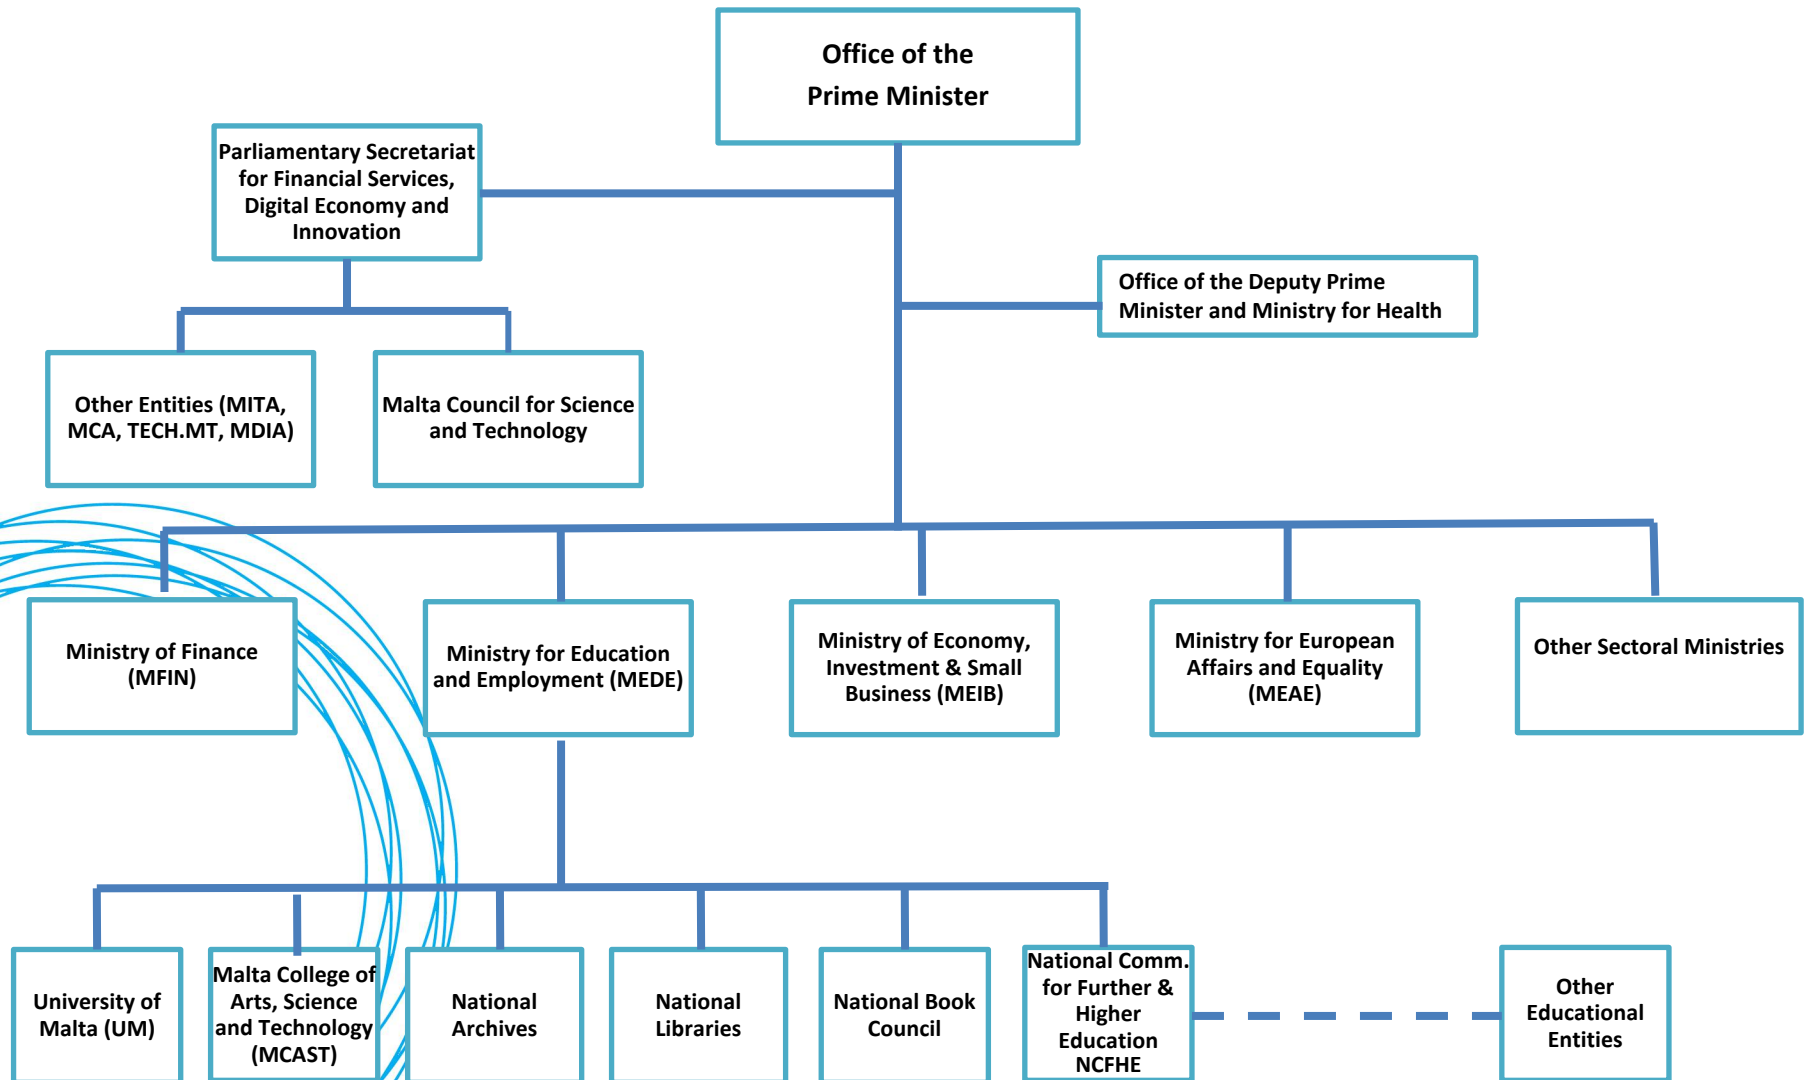 Office of the
Prime Minister
Parliamentary Secretariat
for Financial Services,
Digital Economy and
Innovation
Office of the Deputy Prime
Minister and Ministry for Health
Other Entities (MITA,
MCA, TECH.MT, MDIA)
Malta Council for Science
and Technology
Ministry of Finance
(MFIN)
Ministry for Education
and Employment (MEDE)
Ministry of Economy,
Investment & Small
Business (MEIB)
Ministry for European
Affairs and Equality
(MEAE)
Other Sectoral Ministries
University of
Malta (UM)
Malta College of
Arts, Science
and Technology
(MCAST)
National
Archives
National
Libraries
National Book
Council
National Comm.
for Further &
Higher
Education
NCFHE
Other
Educational
Entities